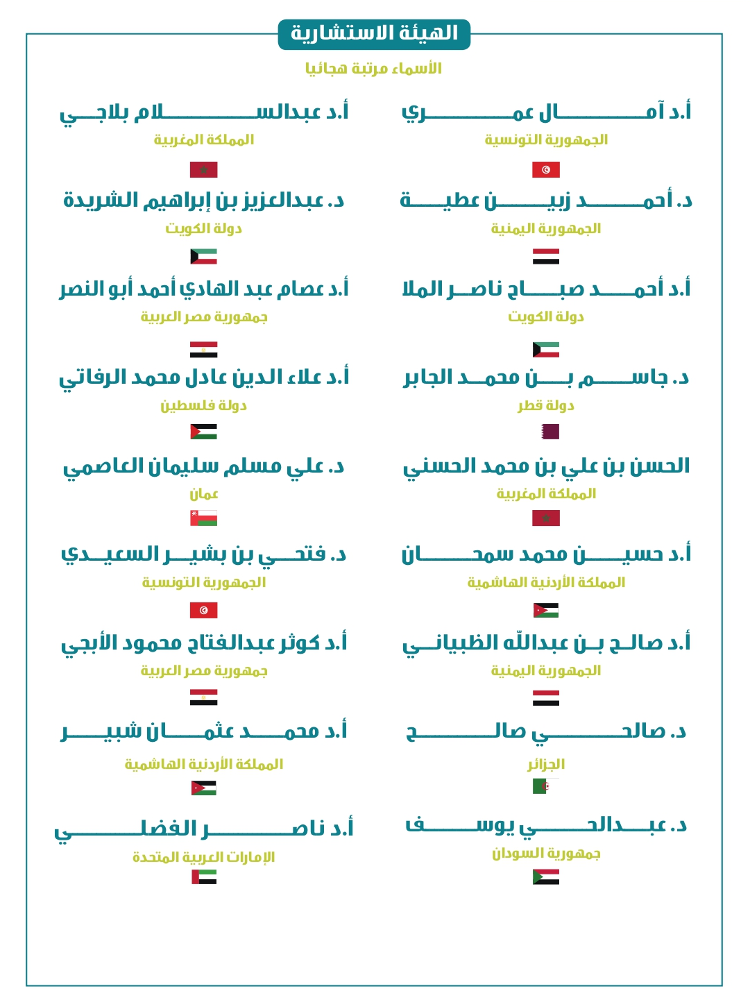 الهيئة الاستشارية
الأسماء مرتبة هجائيا
أ.د آمال عمري
الجمهورية التونسية
د. أحمد زبين عطية
الجمهورية اليمنية
أ.د أحمد صباح ناصر الملا
دولة الكويت
د. جاسم بن محمد الجابر
دولة قطر
الحسن بن علي بن محمد الحسني
المملكة المغربية
أ.د حسين محمد سمحان
المملكة الأردنية الهاشمية
أ.د صالح بن عبدالله الظبياني
الجمهورية اليمنية
د. صالحي صالح
الجزائر
د. عبدالحي يوسف
جمهورية السودان
أ.د عبدالسلام بلاجي
المملكة المغربية
د. عبدالعزيز بن إبراهيم الشريدة
دولة الكويت
أ.د عصام عبد الهادي أحمد أبو النصر
جمهورية مصر العربية
أ.د علاء الدين عادل محمد الرفاتي
دولة فلسطين
د. علي مسلم سليمان العاصمي
عمان
د. فتحي بن بشير السعيدي
الجمهورية التونسية
أ.د كوثر عبدالفتاح محمود الأبجي
جمهورية مصر العربية
أ.د محمد عثمان شبير
المملكة الأردنية الهاشمية
أ.د ناصر الفضلي
الإمارات العربية المتحدة